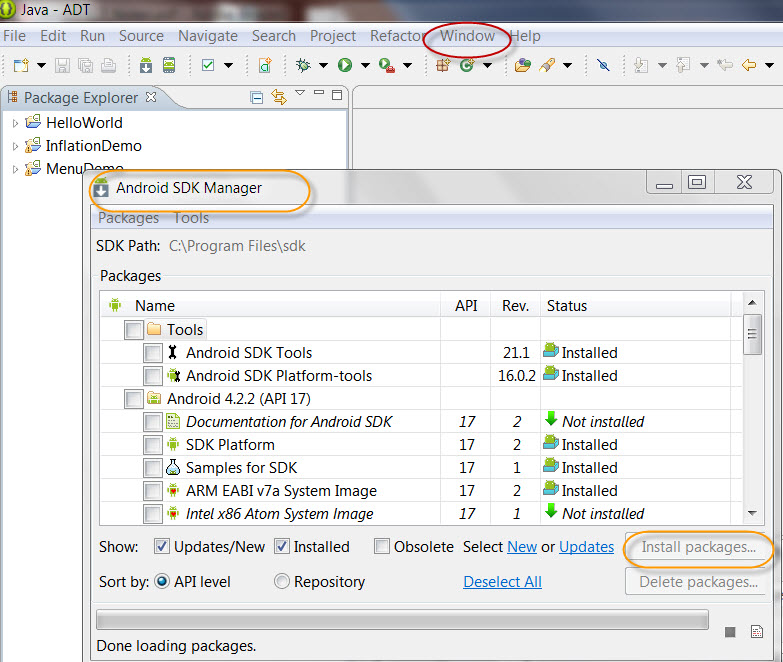 Java - ADT
File Edit Run Source Navigate Search Project Refactor Window Help
Package Explorer
HelloWorld
InflationDemo
MenuDemo
Android SDK Manager
Packages Tools
SDK Path: C:\Program Files\sdk
Packages
Name API Rev. Status
Tools
Android SDK Tools 21.1 Installed
Android SDK Platform-tools 16.0.2 Installed
Android 4.2.2 (API 17)
Documentation for Android SDK 17 2 Not installed
SDK Platform 17 2 Installed
Samples for SDK 17 1 Installed
ARM EABI v7a System Image 17 2 Installed
Intel x86 Atom System Image 17 1 Not installed
Show: Updates/New Installed Obsolete Select New or Updates Install packages...
Sort by: API level Repository Deselect All Delete packages...
Done loading packages.